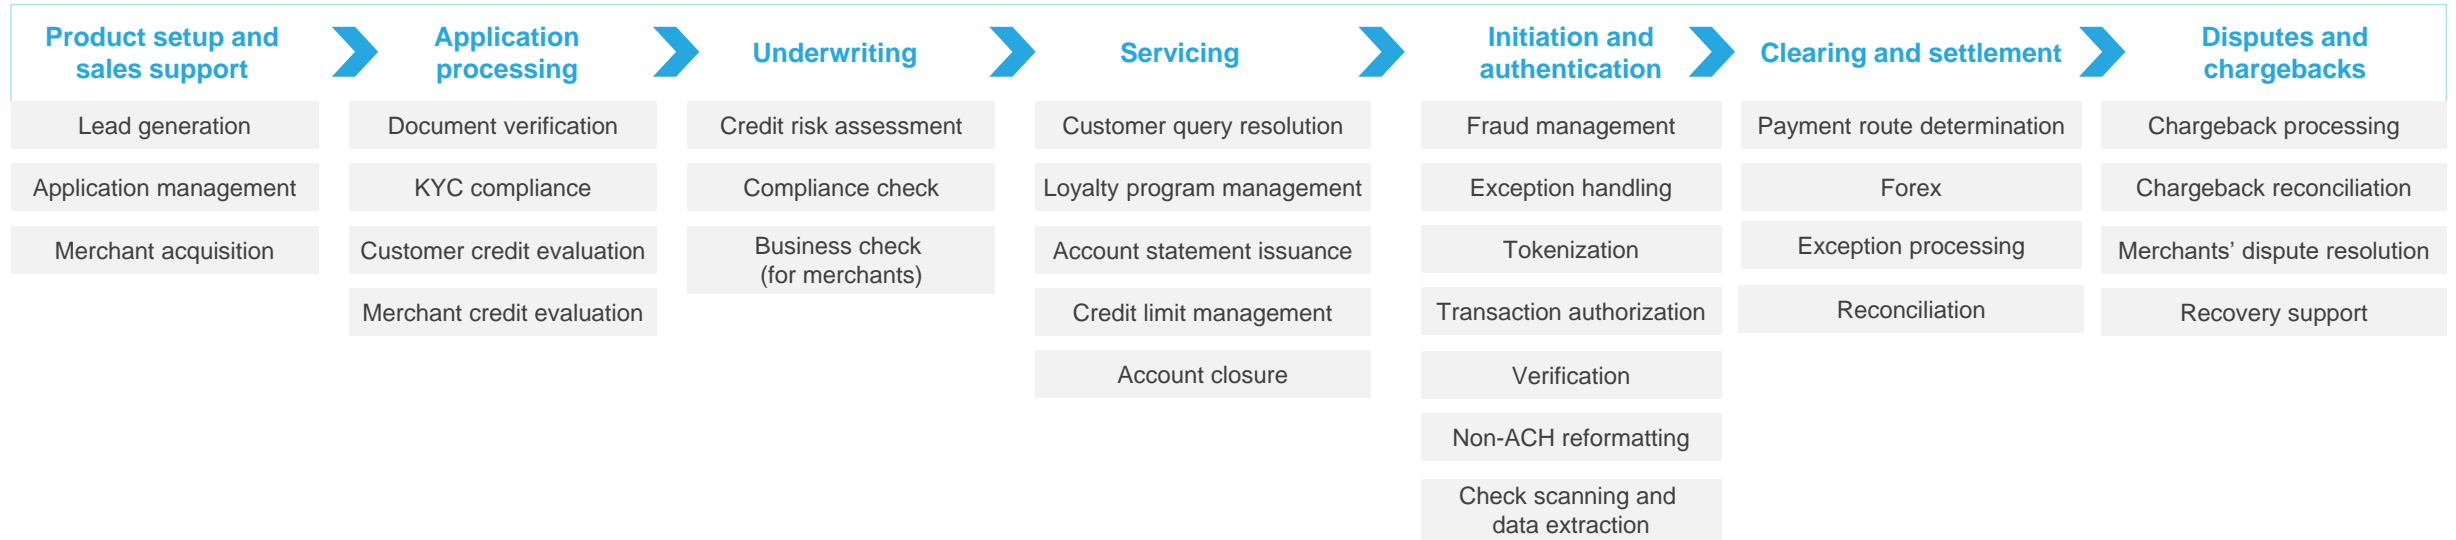 Product setup and
sales support
Application
processing
Underwriting
Servicing
Initiation and
authentication
Clearing and settlement
Disputes and
chargebacks
Lead generation
Application management
Merchant acquisition
Document verification
KYC compliance
Customer credit evaluation
Merchant credit evaluation
Credit risk assessment
Compliance check
Business check
(for merchants)
Customer query resolution
Loyalty program management
Account statement issuance
Credit limit management
Account closure
Fraud management
Exception handling
Tokenization
Transaction authorization
Verification
Non-ACH reformatting
Check scanning and
data extraction
Payment route determination
Forex
Exception processing
Reconciliation
Chargeback processing
Chargeback reconciliation
Merchants’ dispute resolution
Recovery support